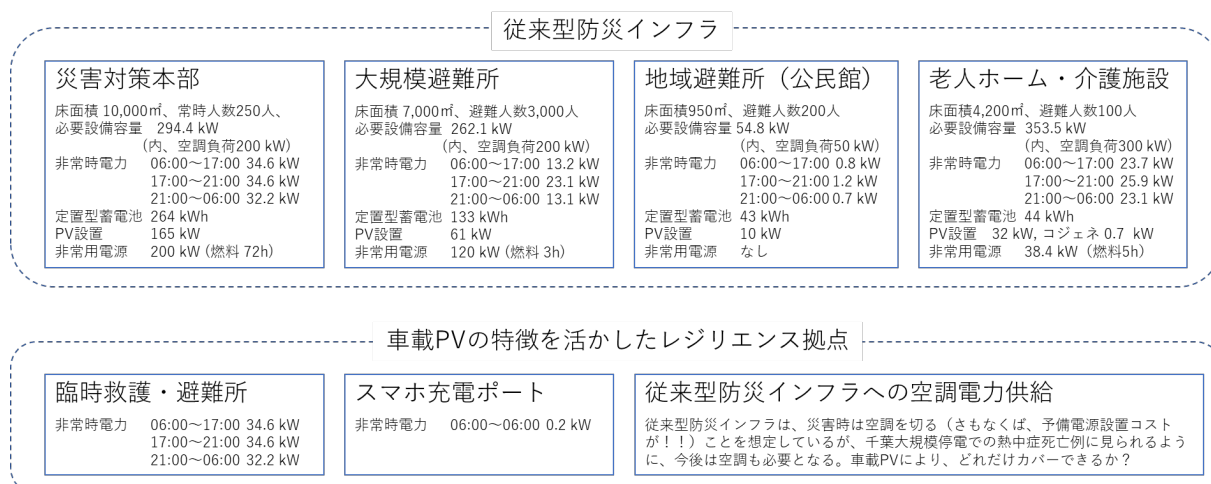 従来型防災インフラ
災害対策本部
床面積 10,000㎡、常時人数250人、
必要設備容量 294.4 kW
(内、空調負荷200 kW)
非常時電力 06:00～17:00 34.6 kW
17:00～21:00 34.6 kW
21:00～06:00 32.2 kW
定置型蓄電池 264 kWh
PV設置 165 kW
非常用電源 200 kW (燃料 72h)
大規模避難所
床面積 7,000㎡、避難人数3,000人
必要設備容量 262.1 kW
(内、空調負荷200 kW)
非常時電力 06:00～17:00 13.2 kW
17:00～21:00 23.1 kW
21:00～06:00 13.1 kW
定置型蓄電池 133 kWh
PV設置 61 kW
非常用電源 120 kW (燃料 3h)
地域避難所（公民館）
床面積950㎡、避難人数200人
必要設備容量 54.8 kW
(内、空調負荷50 kW)
非常時電力 06:00～17:00 0.8 kW
17:00～21:00 1.2 kW
21:00～06:00 0.7 kW
定置型蓄電池 43 kWh
PV設置 10 kW
非常用電源 なし
老人ホーム・介護施設
床面積4,200㎡、避難人数100人
必要設備容量 353.5 kW
(内、空調負荷300 kW)
非常時電力 06:00～17:00 23.7 kW
17:00～21:00 25.9 kW
21:00～06:00 23.1 kW
定置型蓄電池 44 kWh
PV設置 32 kW, コジェネ 0.7 kW
非常用電源 38.4 kW（燃料5h）
車載PVの特徴を活かしたレジリエンス拠点
臨時救護・避難所
非常時電力 06:00～17:00 34.6 kW
17:00～21:00 34.6 kW
21:00～06:00 32.2 kW
スマホ充電ポート
非常時電力 06:00～06:00 0.2 kW
従来型防災インフラへの空調電力供給
従来型防災インフラは、災害時は空調を切る（さもなくば、予備電源設置コスト
が！！）ことを想定しているが、千葉大規模停電での熱中症死亡例に見られるよう
に、今後は空調も必要となる。車載PVにより、どれだけカバーできるか？